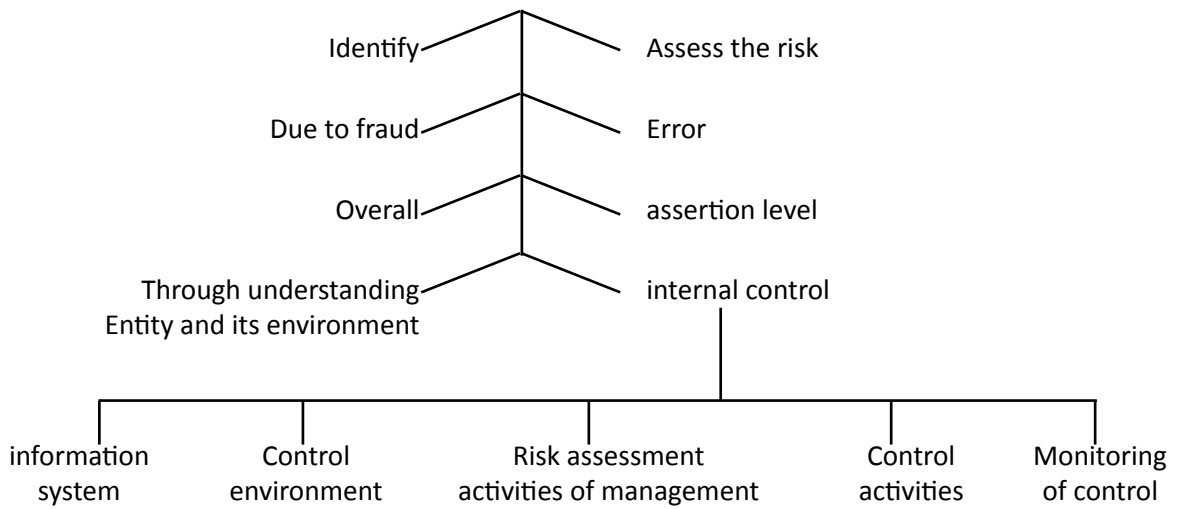 Identify
Assess the risk
Due to fraud
Error
Overall
assertion level
Through understanding
Entity and its environment
internal control
information
system
Control
environment
Risk assessment
activities of management
Control
activities
Monitoring
of control